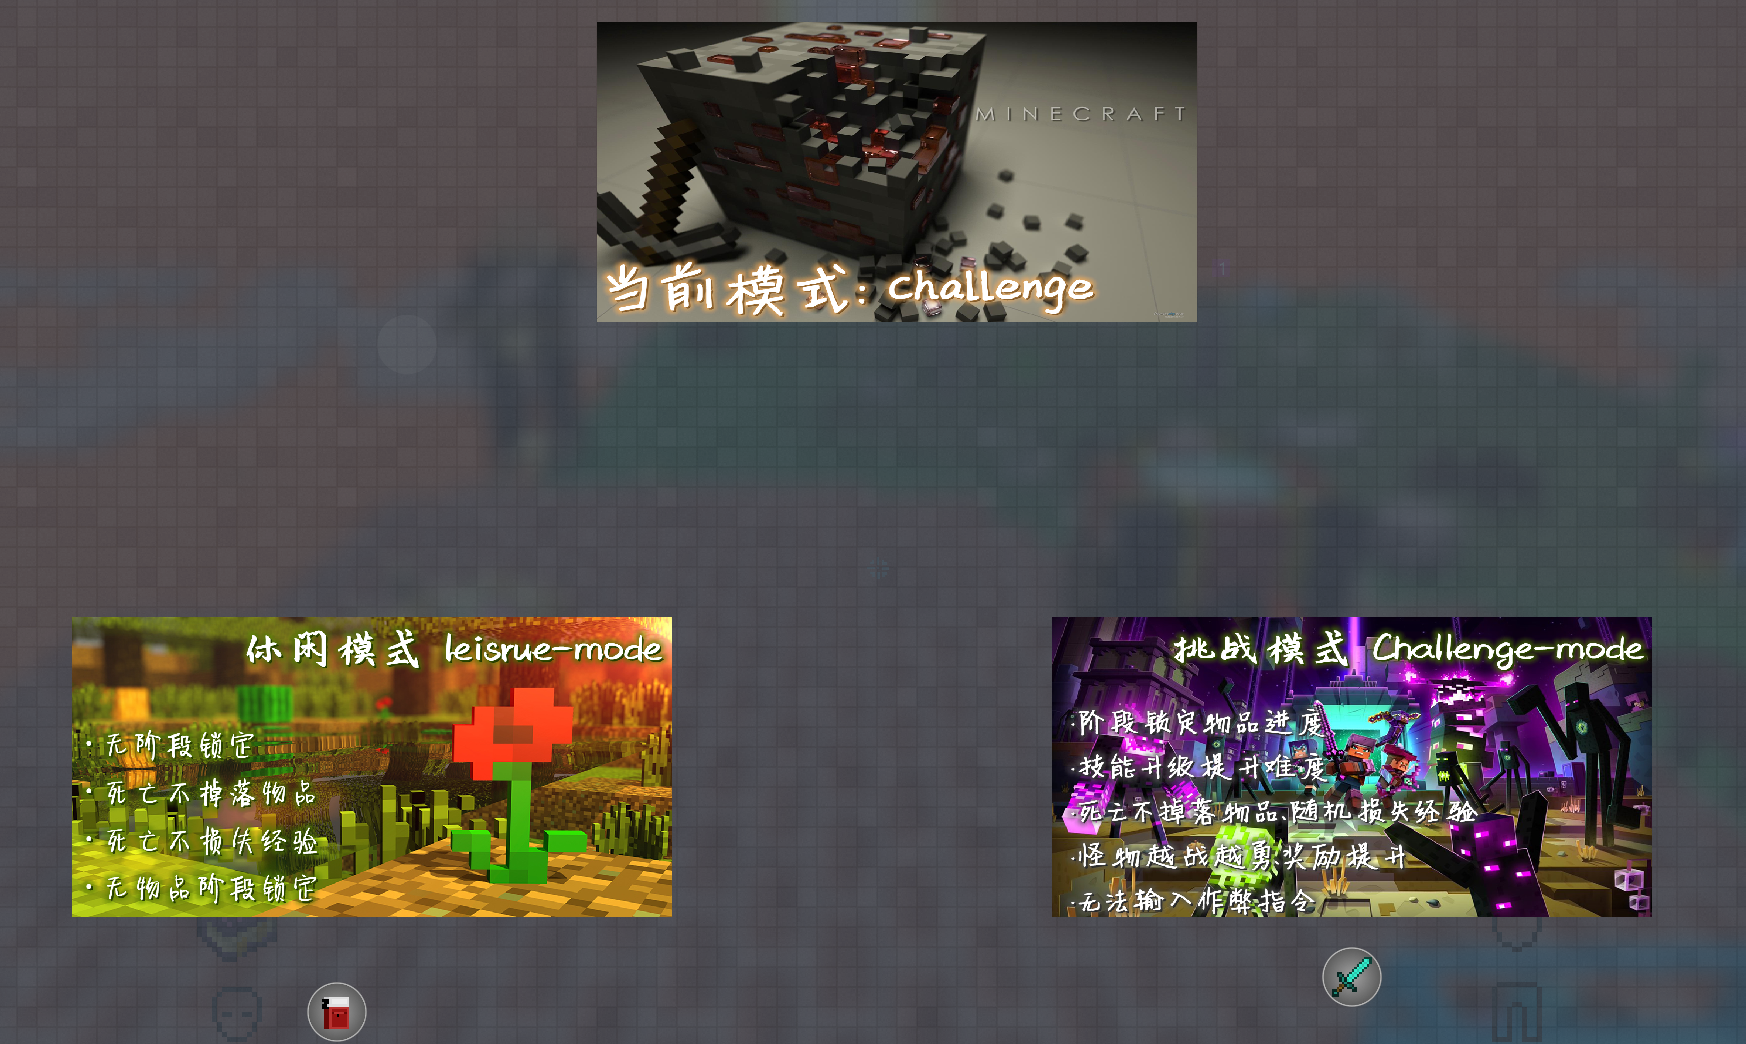 MINECRAFT
当前模式: challenge
休闲模式 leisrue-mode
· 无阶段锁定
· 死亡不掉落物品
· 死亡不损失经验
· 无物品阶段锁定
挑战模式 Challenge-mode
·阶段锁定物品进度
·技能升级提升难度
·死亡不掉落物品、随机损失经验
·怪物越战越勇奖励提升
·无法输入作弊指令